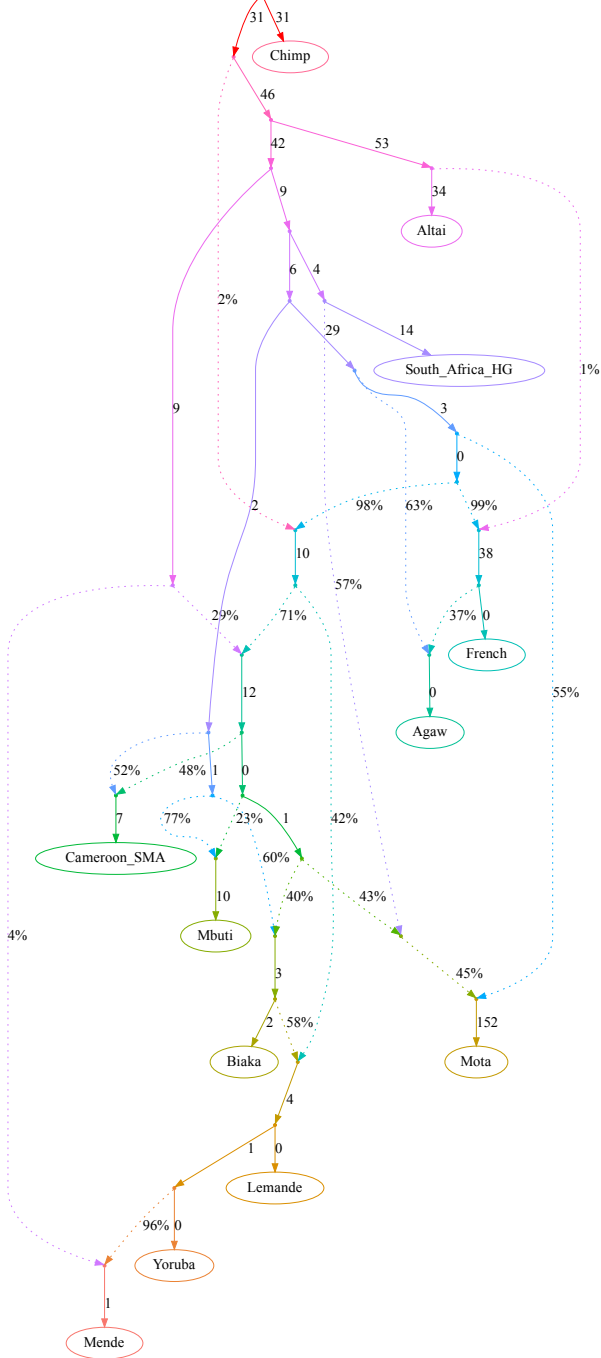 31 31
Chimp
46
42 53
9 34
Altai
6 4
2% 29 14
South_Africa_HG 1%
9 3
0
2 98% 63% 99%
10 57% 38
29% 71% 37% 0
French
12 0 55%
Agaw
52% 48% 1 0
7 77% 23% 1 42%
Cameroon_SMA 60%
10 40% 43%
4% Mbuti
3 45%
2 58% 152
Biaka Mota
4
1 0
Lemande
96% 0
Yoruba
1
Mende